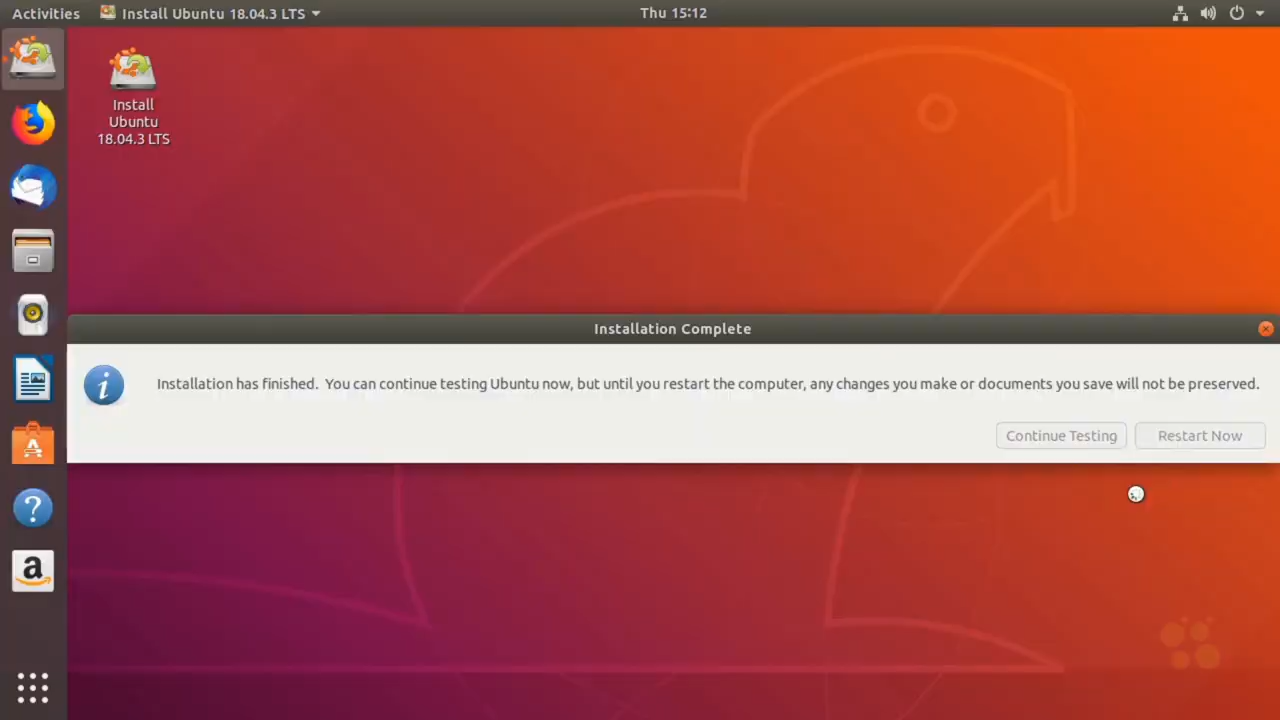 Activities
Install Ubuntu 18.04.3 LTS
Thu 15:12
Install
Ubuntu
18.04.3 LTS
Installation Complete
Installation has finished.  You can continue testing Ubuntu now, but until you restart the computer, any changes you make or documents you save will not be preserved.
Continue Testing
Restart Now